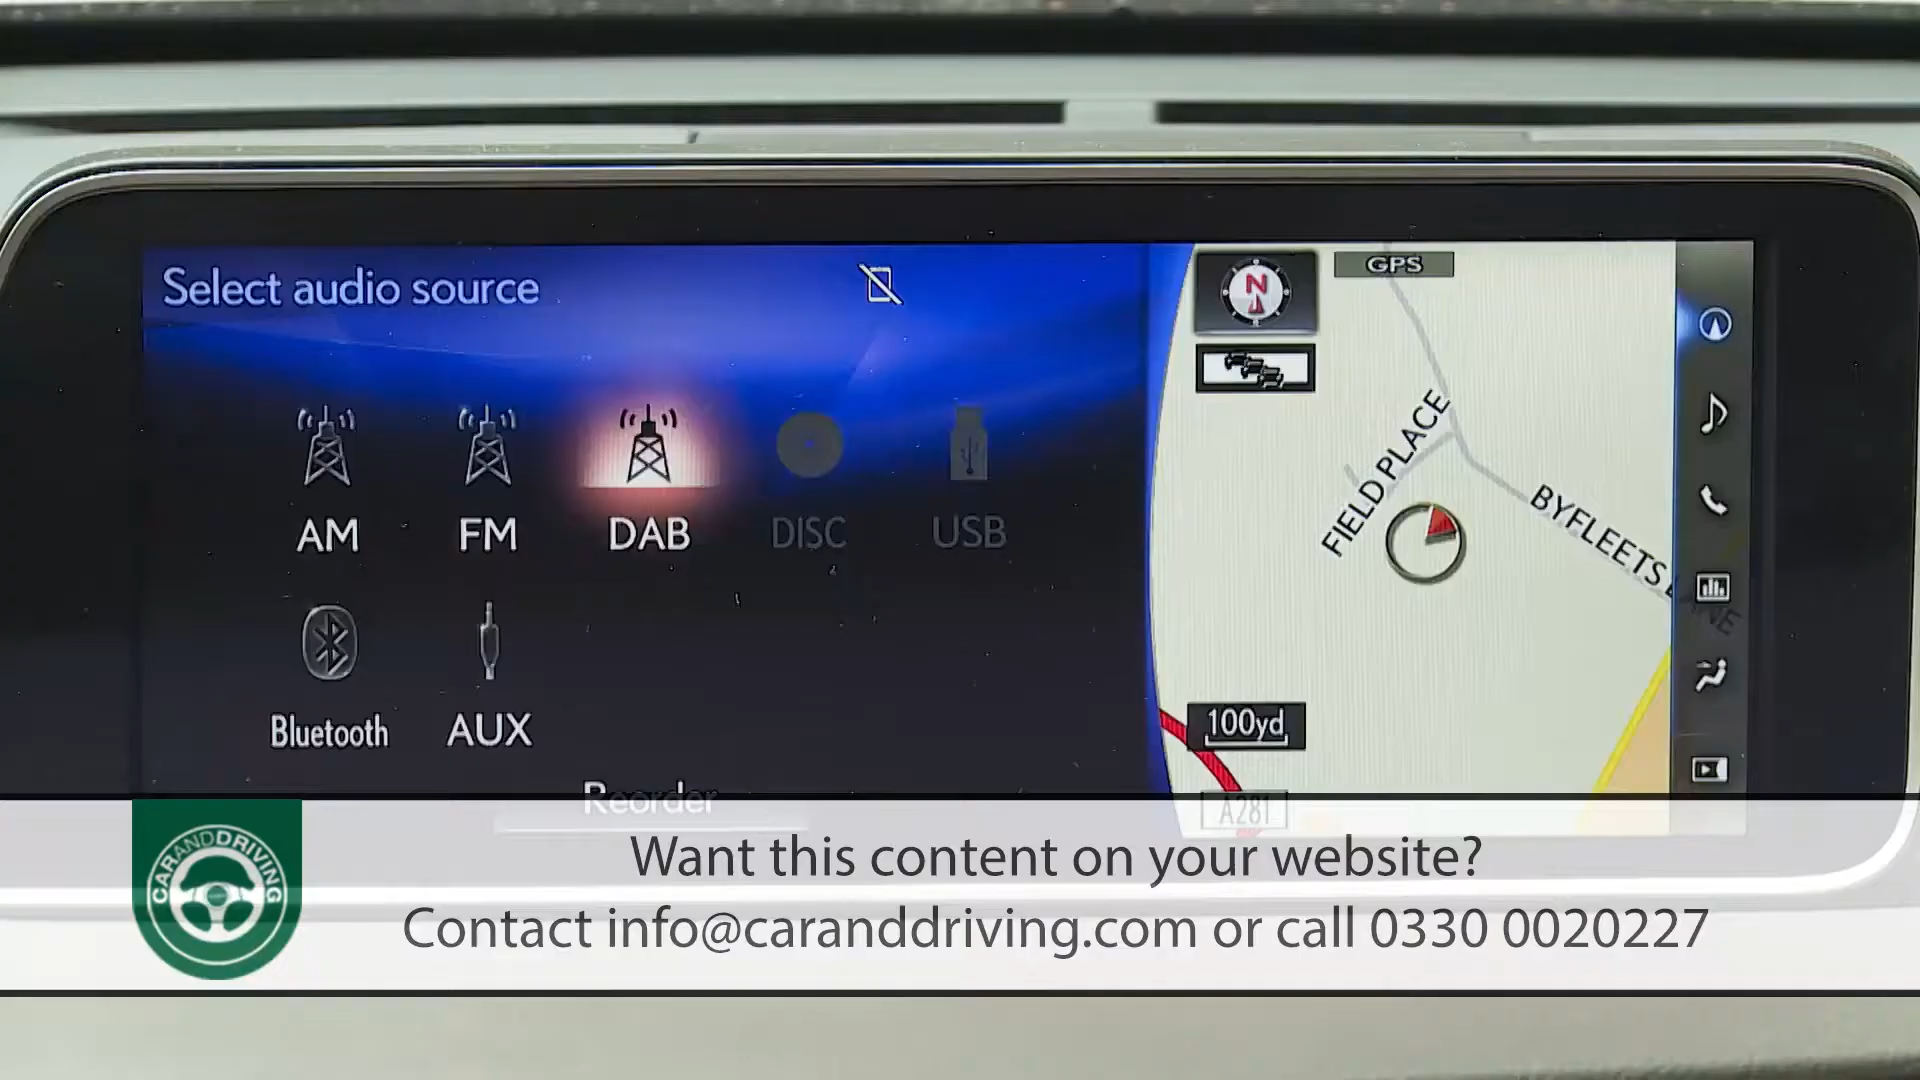 Select audio source
GPS
N
AM
FM
DAB
DISC
USB
FIELD PLACE
BYFLEETS LANE
Bluetooth
AUX
100yd
Reorder
A281
CARANDDRIVING
Want this content on your website?
Contact info@caranddriving.com or call 0330 0020227